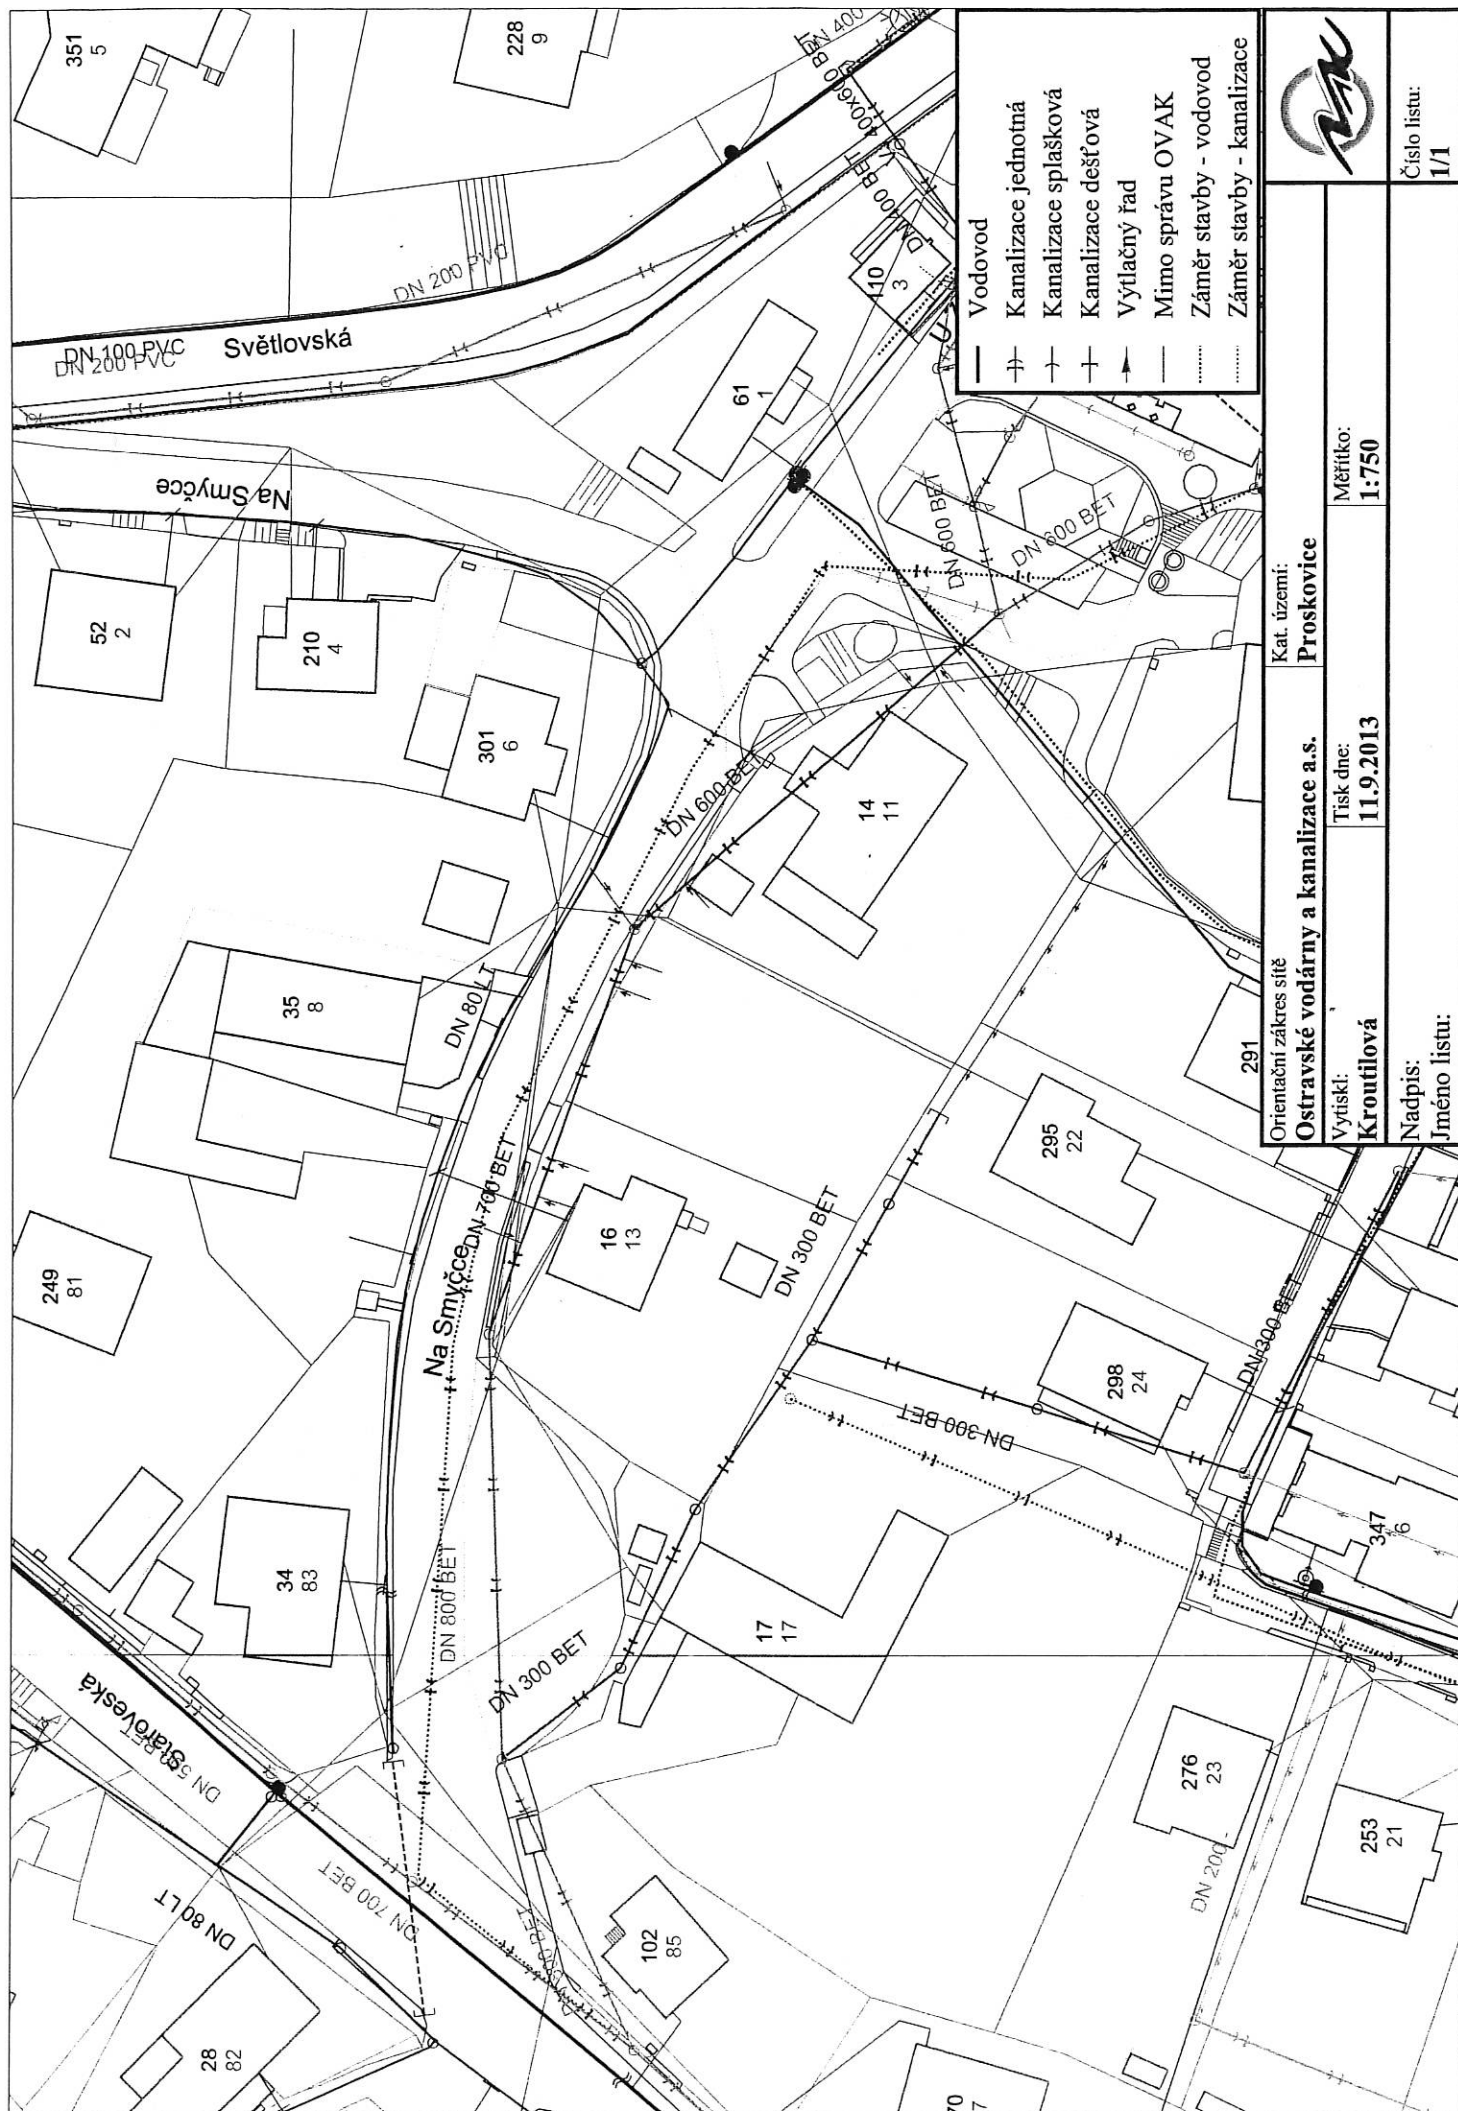 351
5
228
9
DN 400
400x600 BET
DN 400 BET
DN 200 PVC
DN 100 PVC
DN 200 PVC
Světlovská
Na Smyčce
110
3
61
1
U
52
2
210
4
301
6
DN 600 BET
DN 600 BET
DN 600 BET
14
11
35
8
DN 80 LT
DN 700 BET
Na Smyčce
16
13
249
81
DN 300 BET
295
22
291
298
24
DN 300 BET
DN 300 BET
347
6
34
83
DN 800 BET
DN 300 BET
17
17
Staroveská
DN 700 BET
DN 80 LT
102
85
28
82
276
23
253
21
DN 200
Vodovod
Kanalizace jednotná
Kanalizace splašková
Kanalizace dešťová
Výtlačný řad
Mimo správu OVAK
Záměr stavby - vodovod
Záměr stavby - kanalizace
Orientační zákres sítě
Ostravské vodárny a kanalizace a.s.
Kat. území:
Proskovice
Vytiskl:
Kroutilová
Tisk dne:
11.9.2013
Měřítko:
1:750
Nadpis:
Jméno listu:
Číslo listu:
1/1